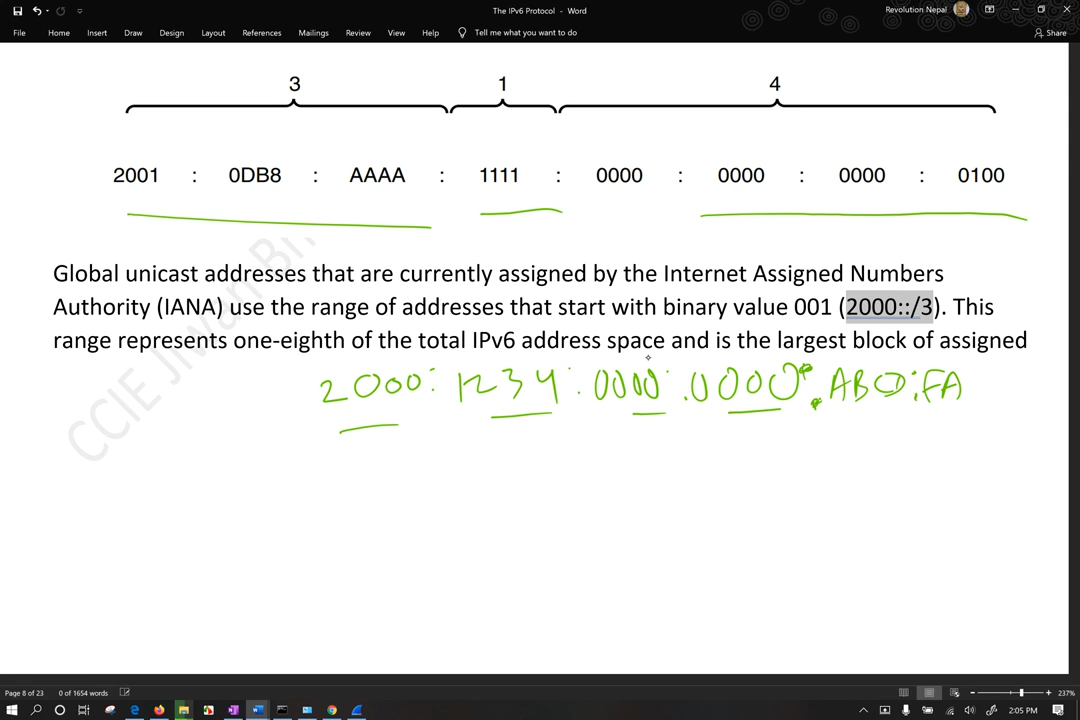 The IPv6 Protocol - Word
Revolution Nepal
File Home Insert Draw Design Layout References Mailings Review View Help Tell me what you want to do Share
3 1 4
2001 : 0DB8 : AAAA : 1111 : 0000 : 0000 : 0000 : 0100
Global unicast addresses that are currently assigned by the Internet Assigned Numbers
Authority (IANA) use the range of addresses that start with binary value 001 (2000::/3). This
range represents one-eighth of the total IPv6 address space and is the largest block of assigned
2000:1234:0000:0000:ABCD:FA
CCIE Jiwan Bi
Page 8 of 23 0 of 1654 words 237%
2:05 PM